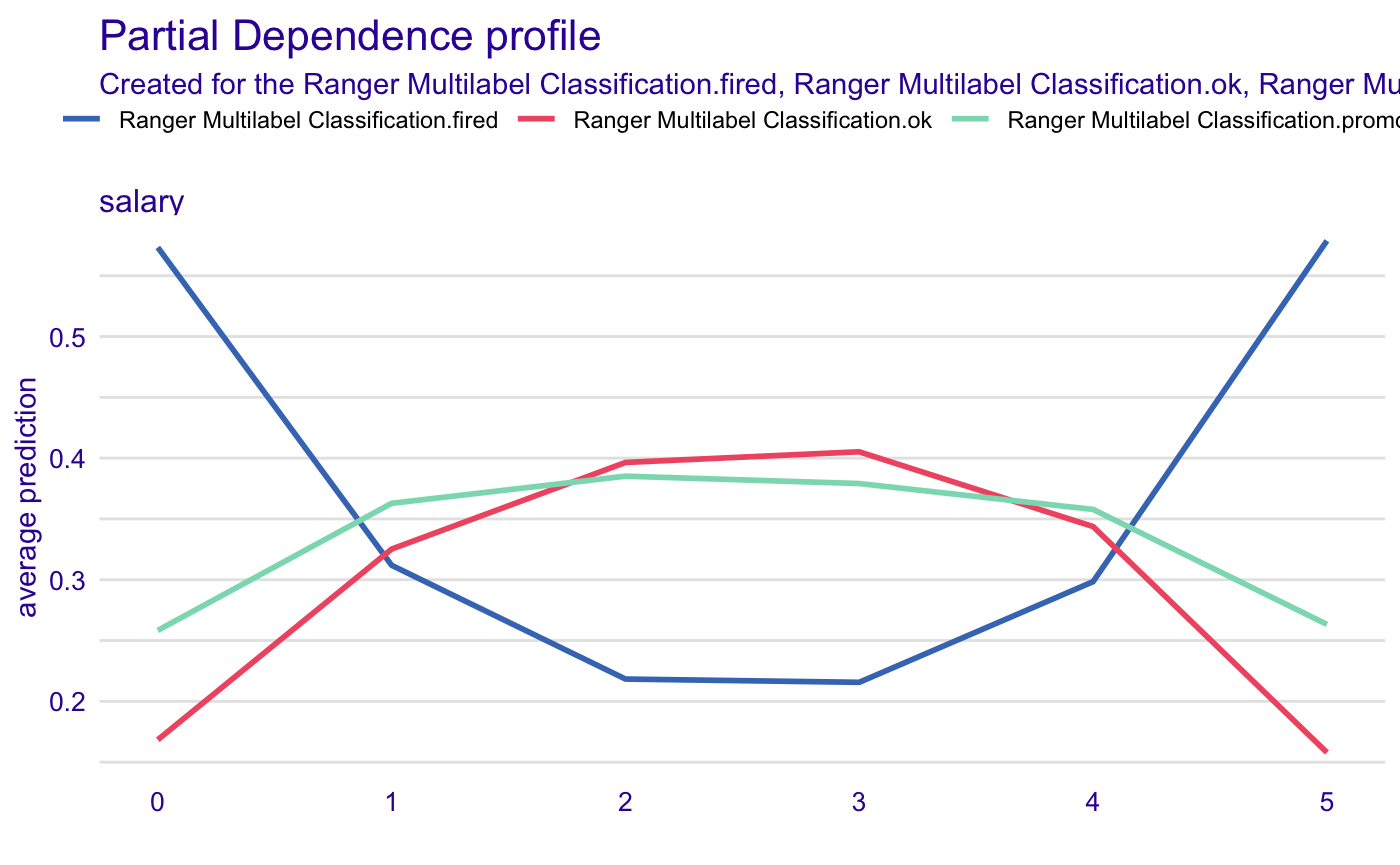 Partial Dependence profile
Created for the Ranger Multilabel Classification.fired, Ranger Multilabel Classification.ok, Ranger Mu
Ranger Multilabel Classification.fired Ranger Multilabel Classification.ok Ranger Multilabel Classification.promo
salary
0.5
0.4
0.3
0.2
average prediction
0 1 2 3 4 5